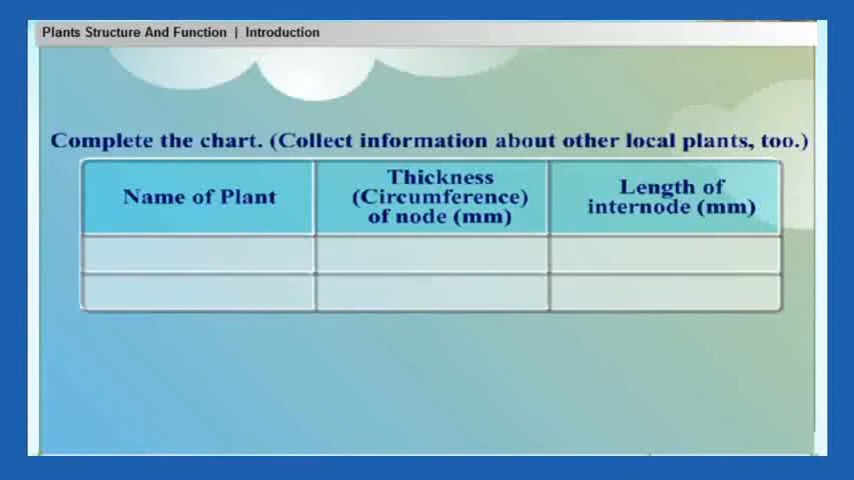 Plants Structure And Function | Introduction
Complete the chart. (Collect information about other local plants, too.)
Name of Plant
Thickness
(Circumference)
of node (mm)
Length of
internode (mm)